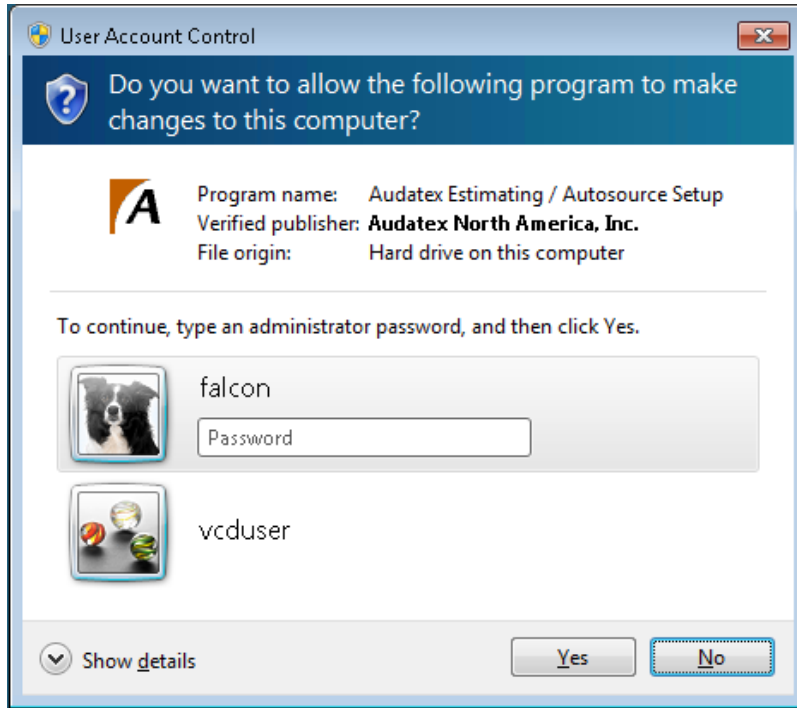 User Account Control
Do you want to allow the following program to make
changes to this computer?
A
Program name: Audatex Estimating / Autosource Setup
Verified publisher: Audatex North America, Inc.
File origin: Hard drive on this computer
To continue, type an administrator password, and then click Yes.
falcon
Password
vcduser
Show details
Yes No